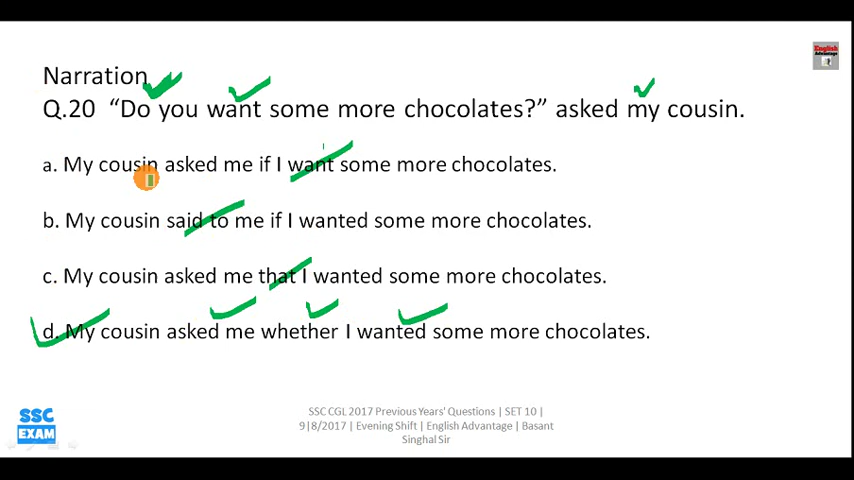 English
Advantage
Narration
Q.20 “Do you want some more chocolates?” asked my cousin.
a. My cousin asked me if I want some more chocolates.
b. My cousin said to me if I wanted some more chocolates.
c. My cousin asked me that I wanted some more chocolates.
d. My cousin asked me whether I wanted some more chocolates.
SSC
EXAM
SSC CGL 2017 Previous Years' Questions | SET 10 |
9|8/2017 | Evening Shift | English Advantage | Basant
Singhal Sir